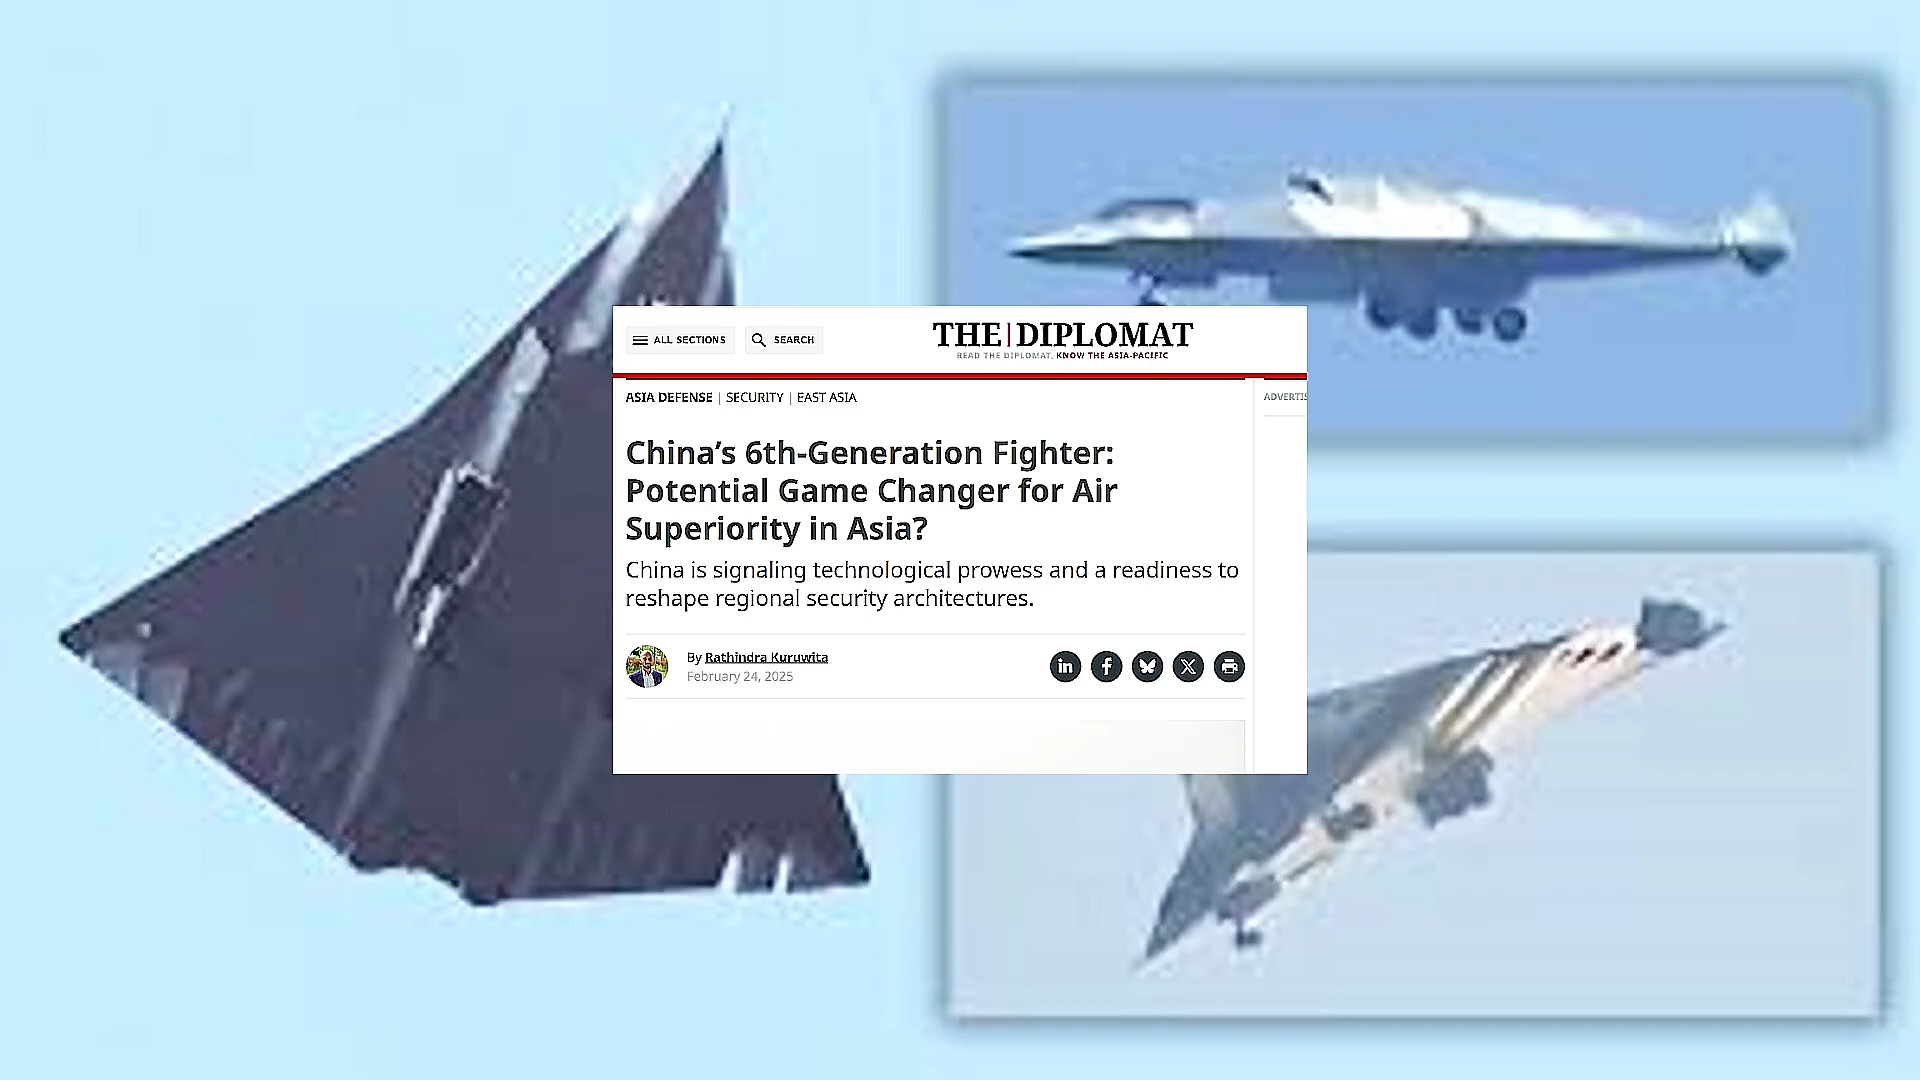 ALL SECTIONS
SEARCH
THE|DIPLOMAT
READ THE DIPLOMAT, KNOW THE ASIA-PACIFIC
ASIA DEFENSE | SECURITY | EAST ASIA
ADVERTIS
China’s 6th-Generation Fighter:
Potential Game Changer for Air
Superiority in Asia?
China is signaling technological prowess and a readiness to
reshape regional security architectures.
By Rathindra Kuruwita
February 24, 2025